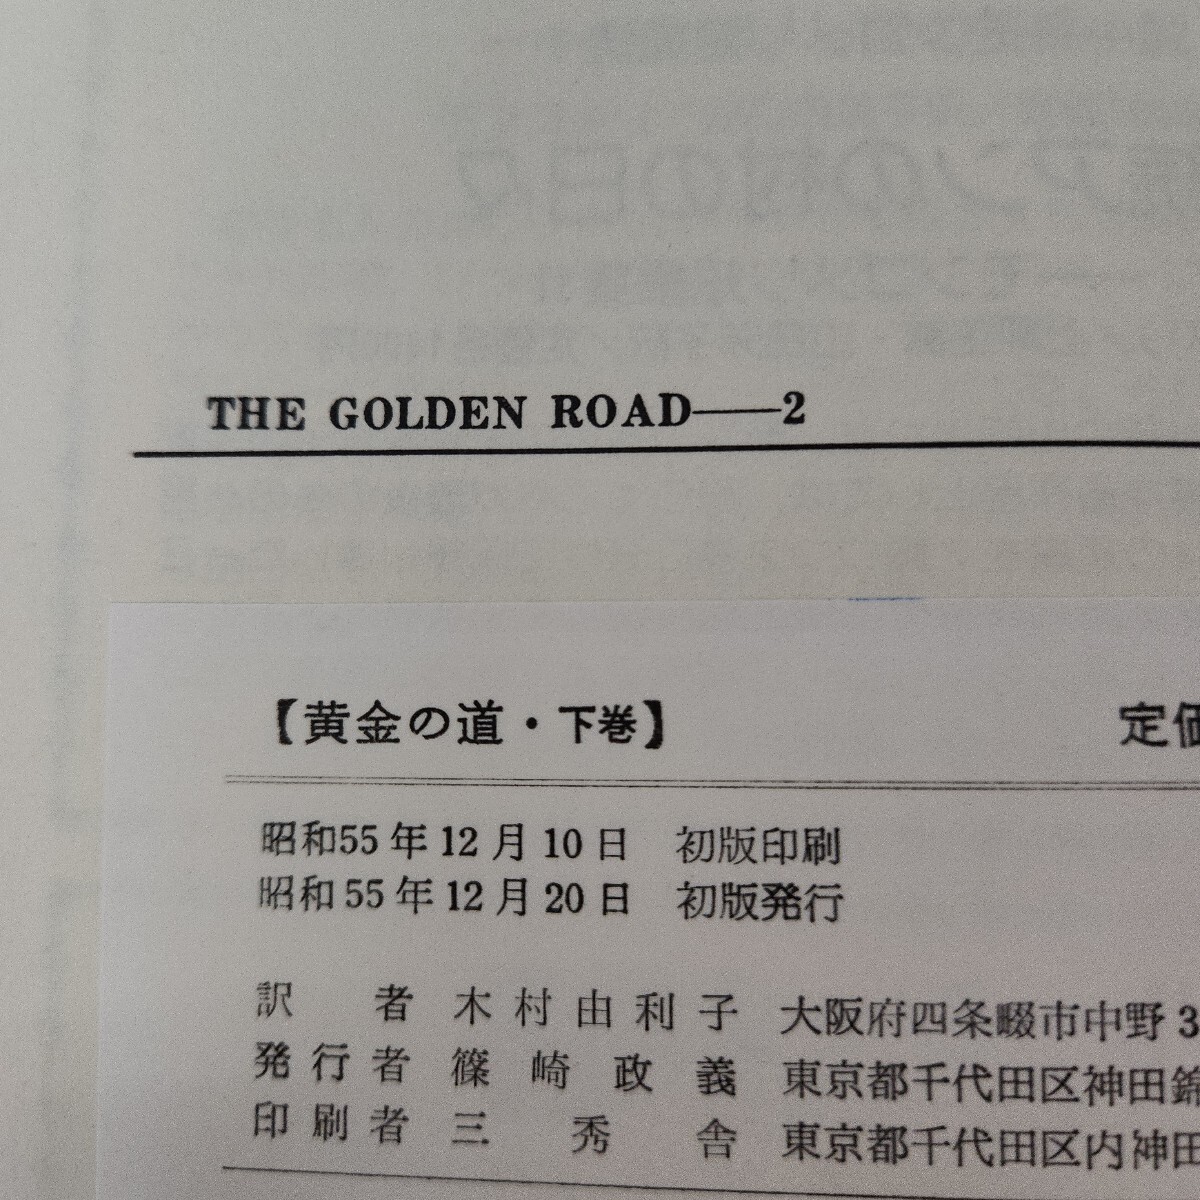 THE GOLDEN ROAD——2
【黄金の道・下巻】 定価
昭和55年12月10日 初版印刷
昭和55年12月20日 初版発行
訳者 木村由利子 大阪府四条畷市中野3
発行者 篠崎政義 東京都千代田区神田錦
印刷者 三秀舎 東京都千代田区内神田